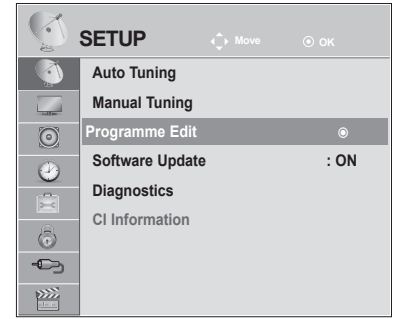 SETUP Move OK
Auto Tuning
Manual Tuning
Programme Edit
Software Update : ON
Diagnostics
CI Information